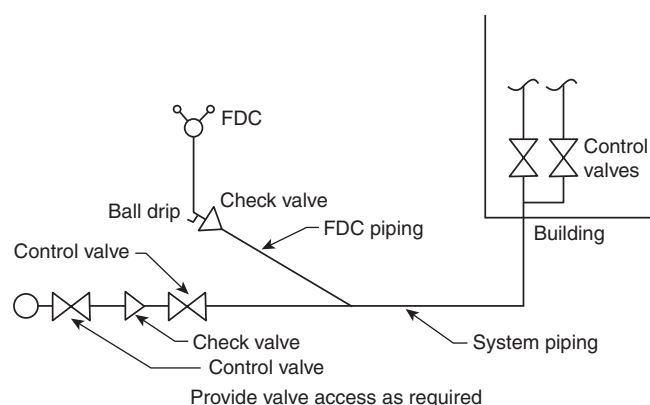 FDC
Control
valves
Check valve
Ball drip
FDC piping
Building
Control valve
System piping
Check valve
Control valve
Provide valve access as required